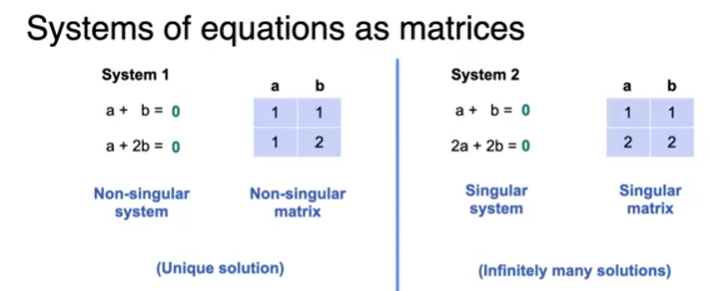 Systems of equations as matrices
System 1
a b
a + b = 0
1 1
a + 2b = 0
1 2
Non-singular
system
Non-singular
matrix
(Unique solution)
System 2
a b
a + b = 0
1 1
2a + 2b = 0
2 2
Singular
system
Singular
matrix
(Infinitely many solutions)